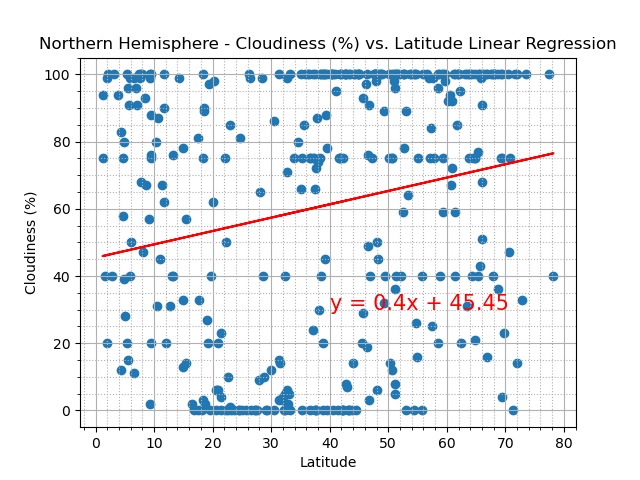 Northern Hemisphere - Cloudiness (%) vs. Latitude Linear Regression
100
80
60
40
20
0
Cloudiness (%)
y = 0.4x + 45.45
0 10 20 30 40 50 60 70 80
Latitude